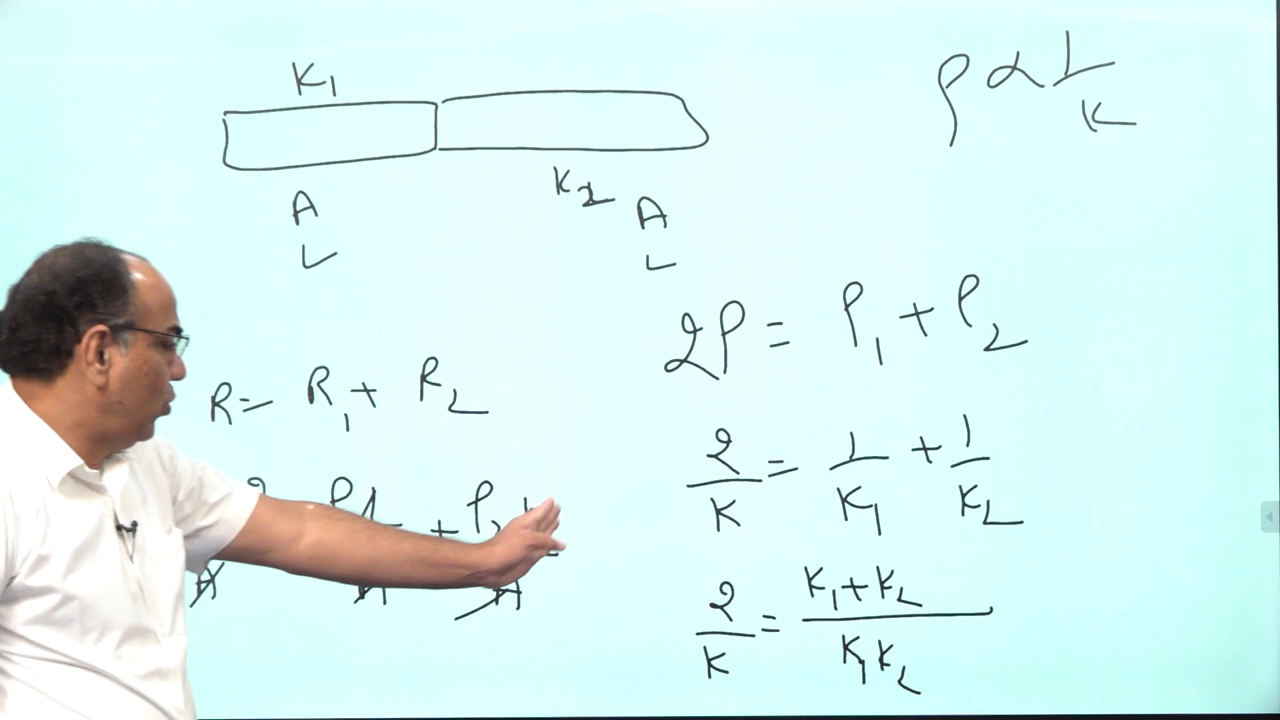 K₁
ρ ∝ 1/K
K₂
A
L
A
L
2ρ = ρ₁ + ρ₂
R = R₁ + R₂
2/K = 1/K₁ + 1/K₂
2/K = (K₁ + K₂)/(K₁K₂)